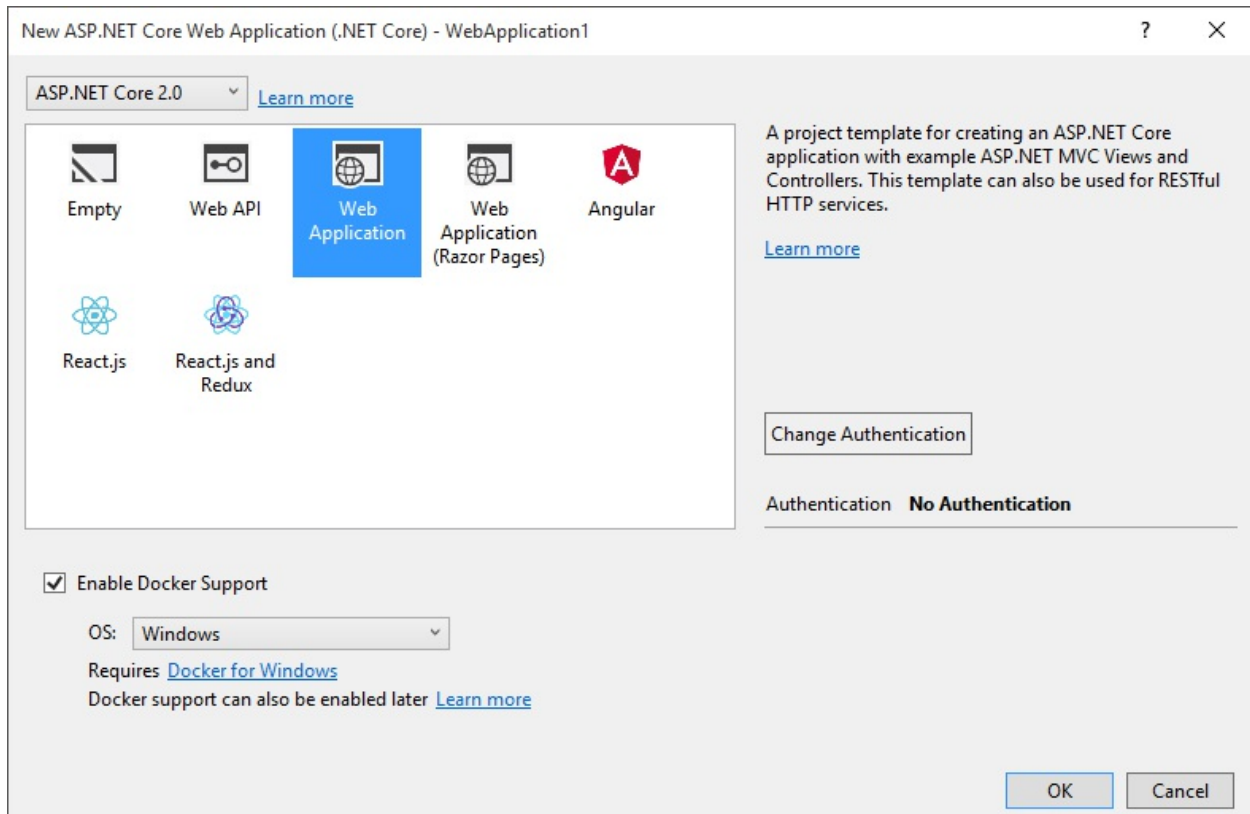 New ASP.NET Core Web Application (.NET Core) - WebApplication1
ASP.NET Core 2.0
Learn more
Empty
Web API
Web
Application
Web
Application
(Razor Pages)
Angular
React.js
React.js and
Redux
A project template for creating an ASP.NET Core
application with example ASP.NET MVC Views and
Controllers. This template can also be used for RESTful
HTTP services.
Learn more
Change Authentication
Authentication No Authentication
Enable Docker Support
OS: Windows
Requires Docker for Windows
Docker support can also be enabled later Learn more
OK
Cancel